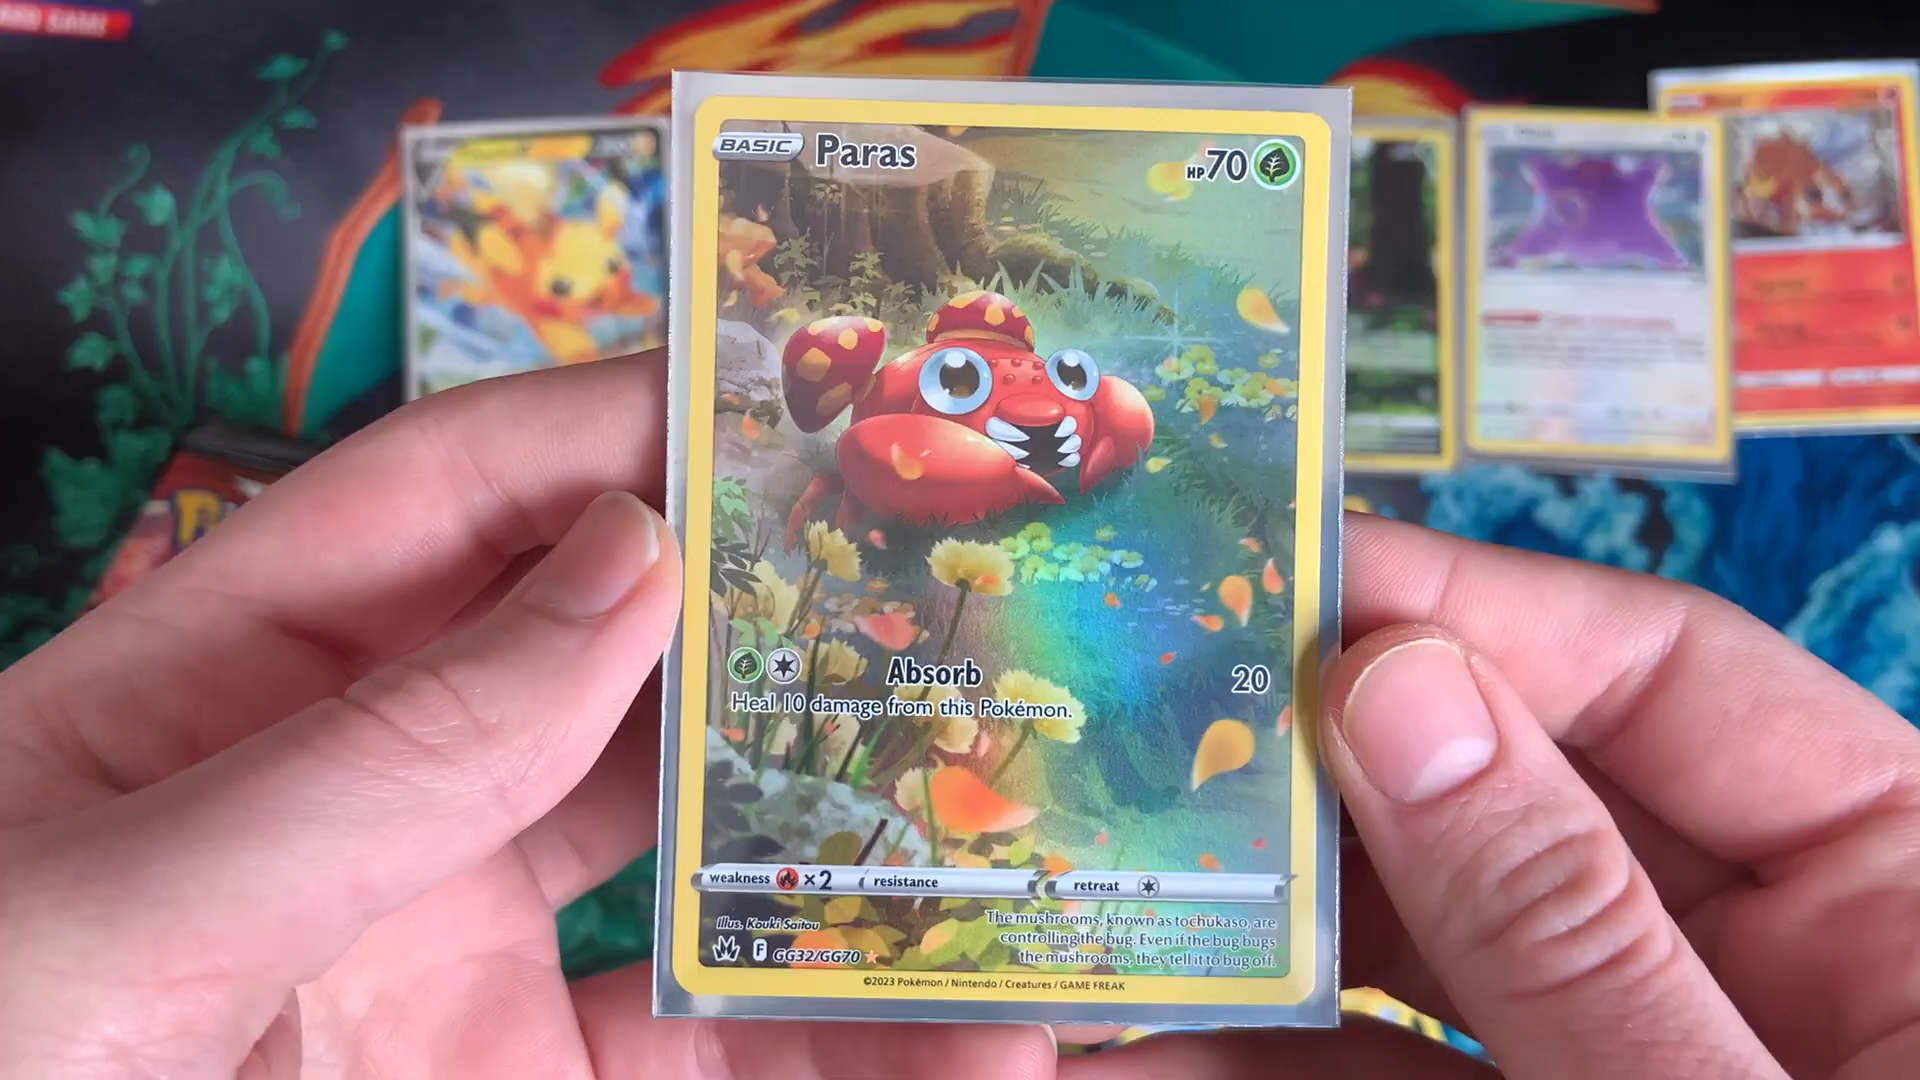 BASIC Paras HP 70
Absorb 20
Heal 10 damage from this Pokémon.
weakness ×2 resistance retreat
Illus. Kouki Saitou
The mushrooms, known as tochukaso, are
controlling the bug. Even if the bug bugs
the mushrooms, they tell it to bug off.
F GG32/GG70
©2023 Pokémon / Nintendo / Creatures / GAME FREAK